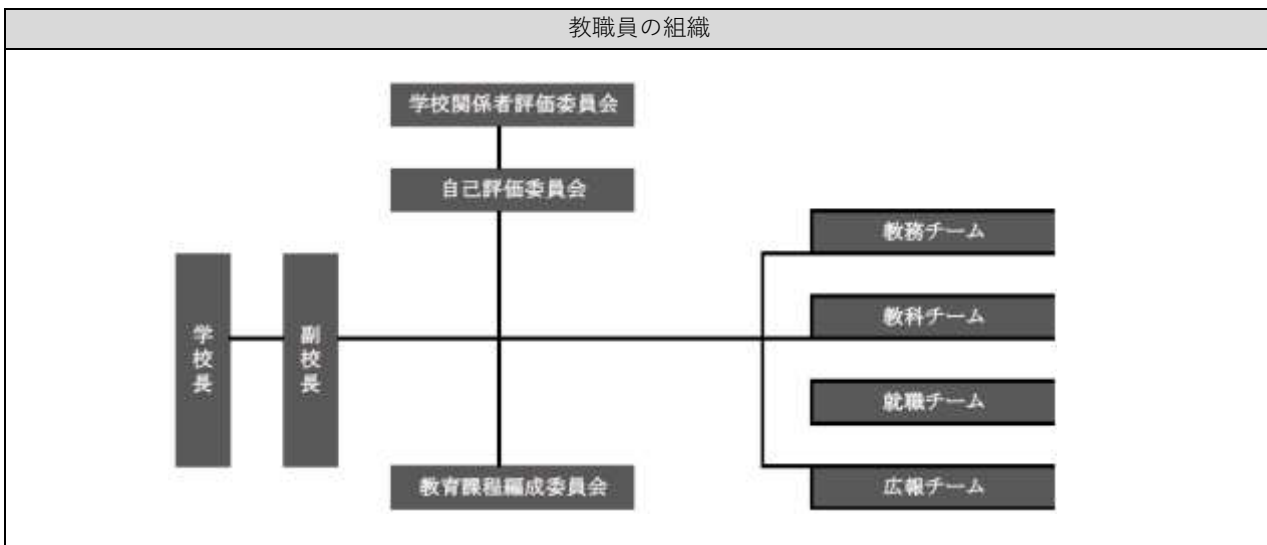 教職員の組織
学校関係者評価委員会
自己評価委員会
教務チーム
学校長
副校長
教科チーム
就職チーム
教育課程編成委員会
広報チーム